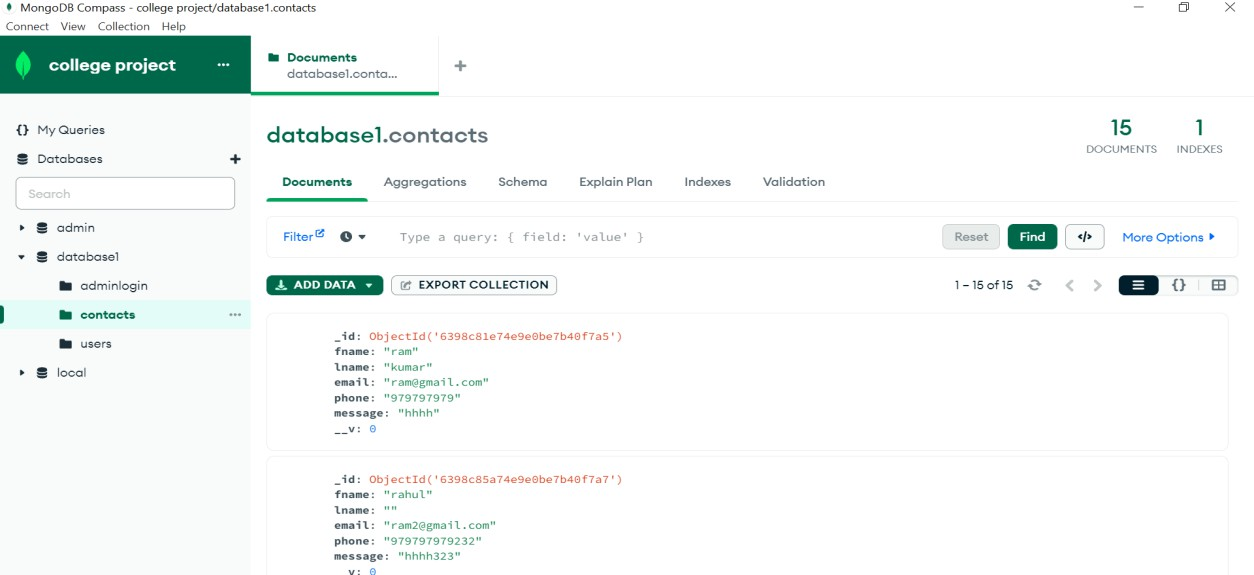 MongoDB Compass - college project/database1.contacts
Connect View Collection Help
college project ...
Documents
database1.conta...
+
{} My Queries
Databases +
Search
admin
database1
adminlogin
contacts ...
users
local
database1.contacts
15
DOCUMENTS
1
INDEXES
Documents Aggregations Schema Explain Plan Indexes Validation
Filter Type a query: { field: 'value' } Reset Find </> More Options
ADD DATA EXPORT COLLECTION 1 – 15 of 15 {}
_id: ObjectId('6398c81e74e9e0be7b40f7a5')
fname: "ram"
lname: "kumar"
email: "ram@gmail.com"
phone: "979797979"
message: "hhhh"
__v: 0
_id: ObjectId('6398c85a74e9e0be7b40f7a7')
fname: "rahul"
lname: ""
email: "ram2@gmail.com"
phone: "979797979232"
message: "hhhh323"
__v: 0